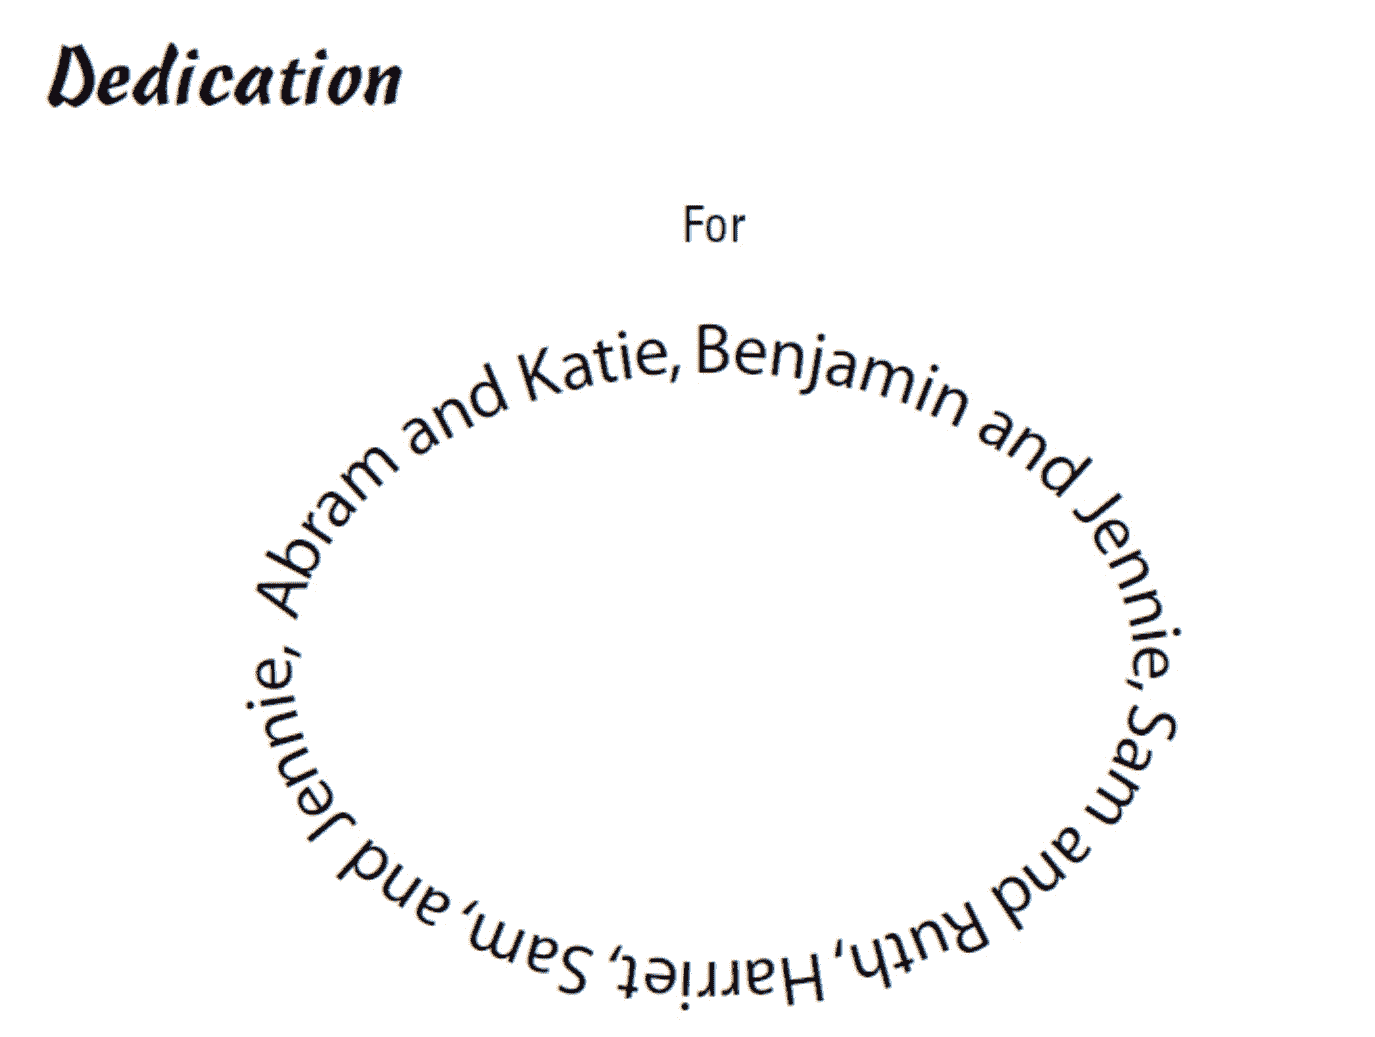 Dedication
For
Abram and Katie, Benjamin and Jennie, Sam and Ruth, Harriet, Sam, and Jennie,